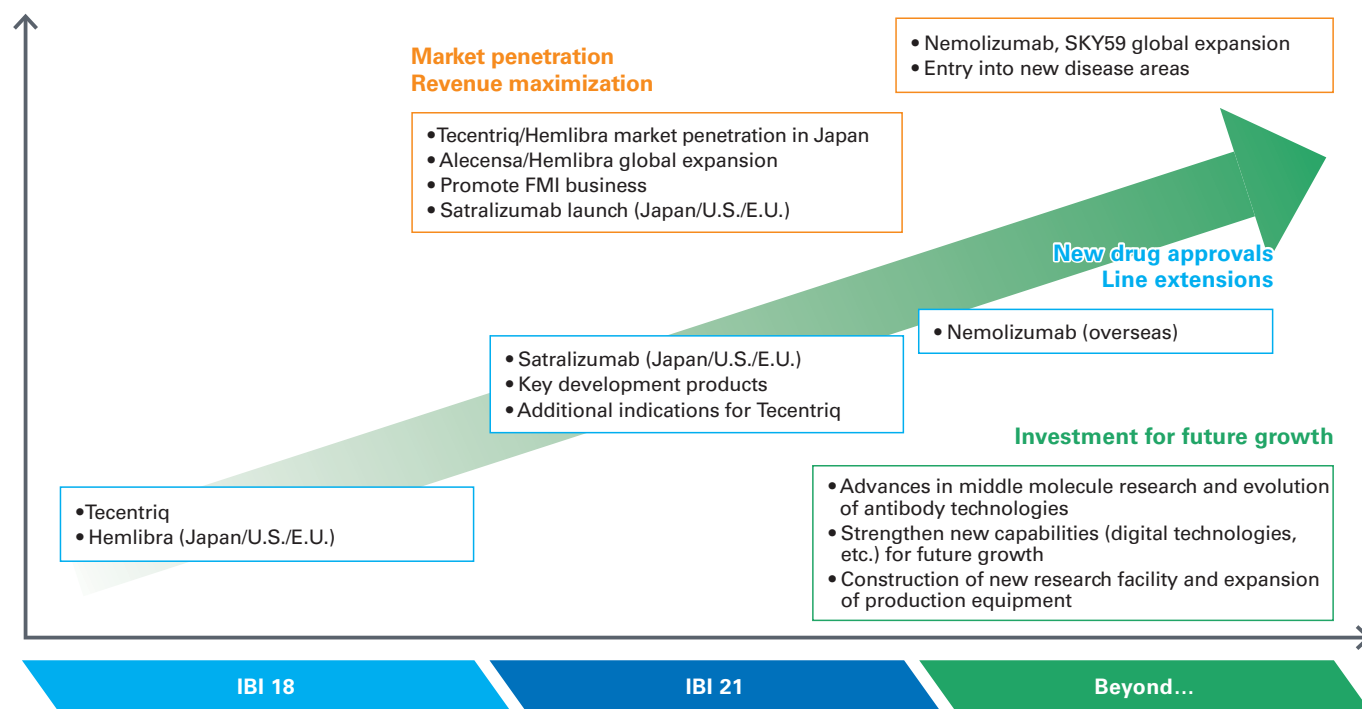 Market penetration
Revenue maximization
• Tecentriq/Hemlibra market penetration in Japan
• Alecensa/Hemlibra global expansion
• Promote FMI business
• Satralizumab launch (Japan/U.S./E.U.)
• Nemolizumab, SKY59 global expansion
• Entry into new disease areas
New drug approvals
Line extensions
• Nemolizumab (overseas)
• Satralizumab (Japan/U.S./E.U.)
• Key development products
• Additional indications for Tecentriq
• Tecentriq
• Hemlibra (Japan/U.S./E.U.)
Investment for future growth
• Advances in middle molecule research and evolution
of antibody technologies
• Strengthen new capabilities (digital technologies,
etc.) for future growth
• Construction of new research facility and expansion
of production equipment
IBI 18
IBI 21
Beyond...